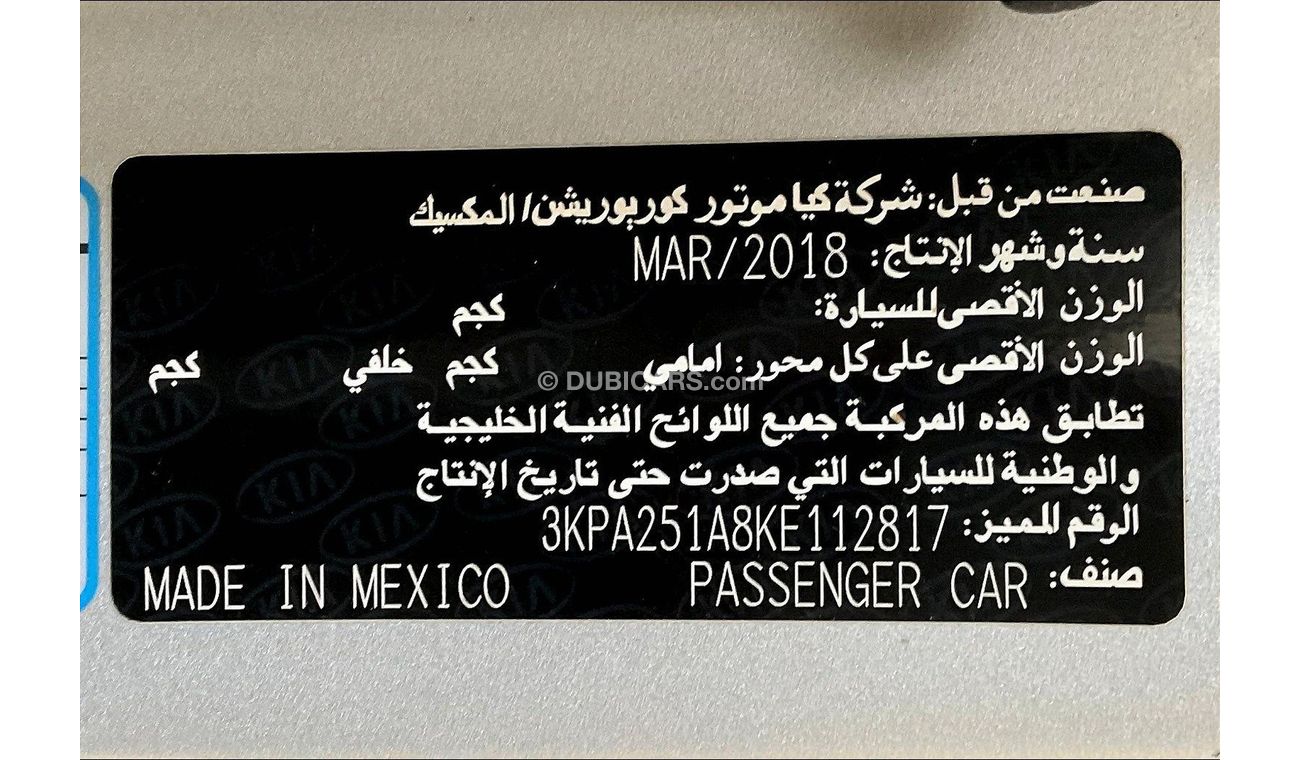 صنعت من قبل: شركة كيا موتور كوربوريشن/ المكسيك
سنة وشهر الإنتاج: MAR/2018
الوزن الأقصى للسيارة: كجم
الوزن الأقصى على كل محور: امامي كجم خلفي كجم
© DUBICARS.com
تطابق هذه المركبة جميع اللوائح الفنية الخليجية
والوطنية للسيارات التي صدرت حتى تاريخ الإنتاج
الرقم المميز: 3KPA251A8KE112817
صنف: PASSENGER CAR MADE IN MEXICO